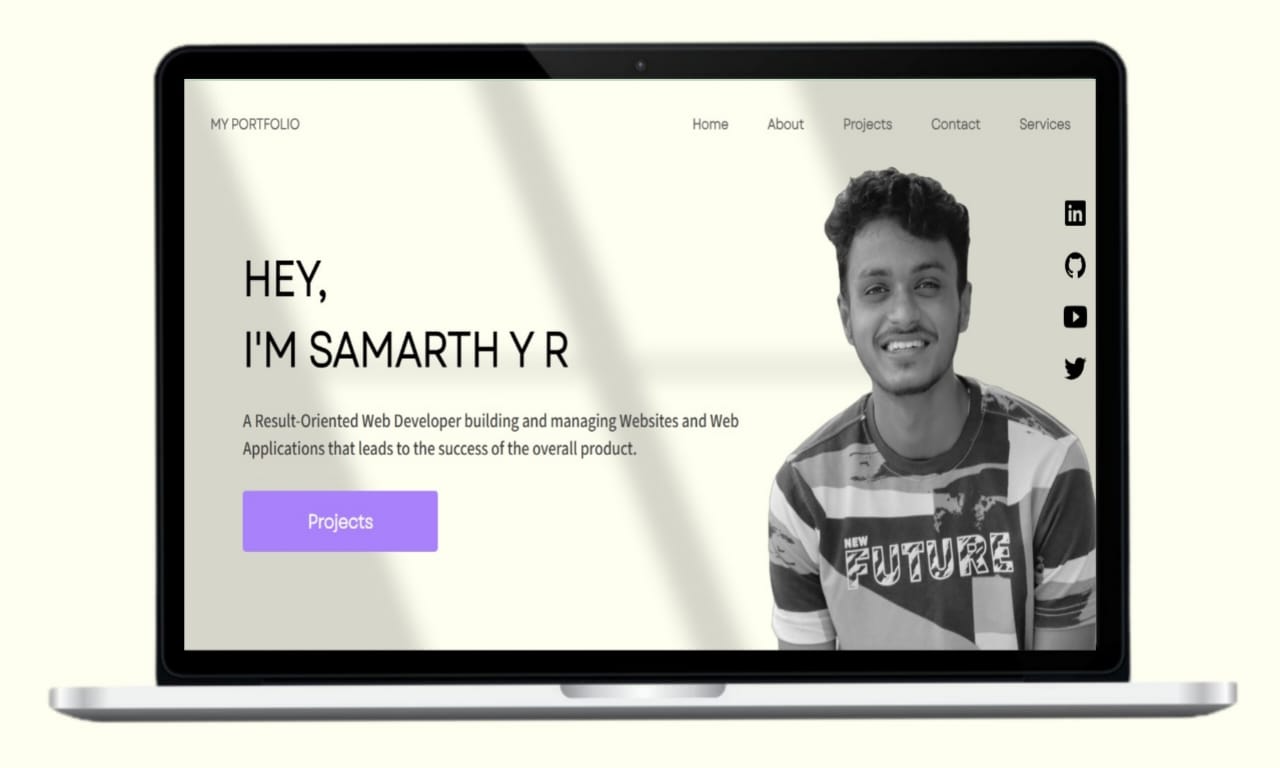 MY PORTFOLIO
Home About Projects Contact Services
in
HEY,
I'M SAMARTH Y R
A Result-Oriented Web Developer building and managing Websites and Web
Applications that leads to the success of the overall product.
Projects
NEW
FUTURE